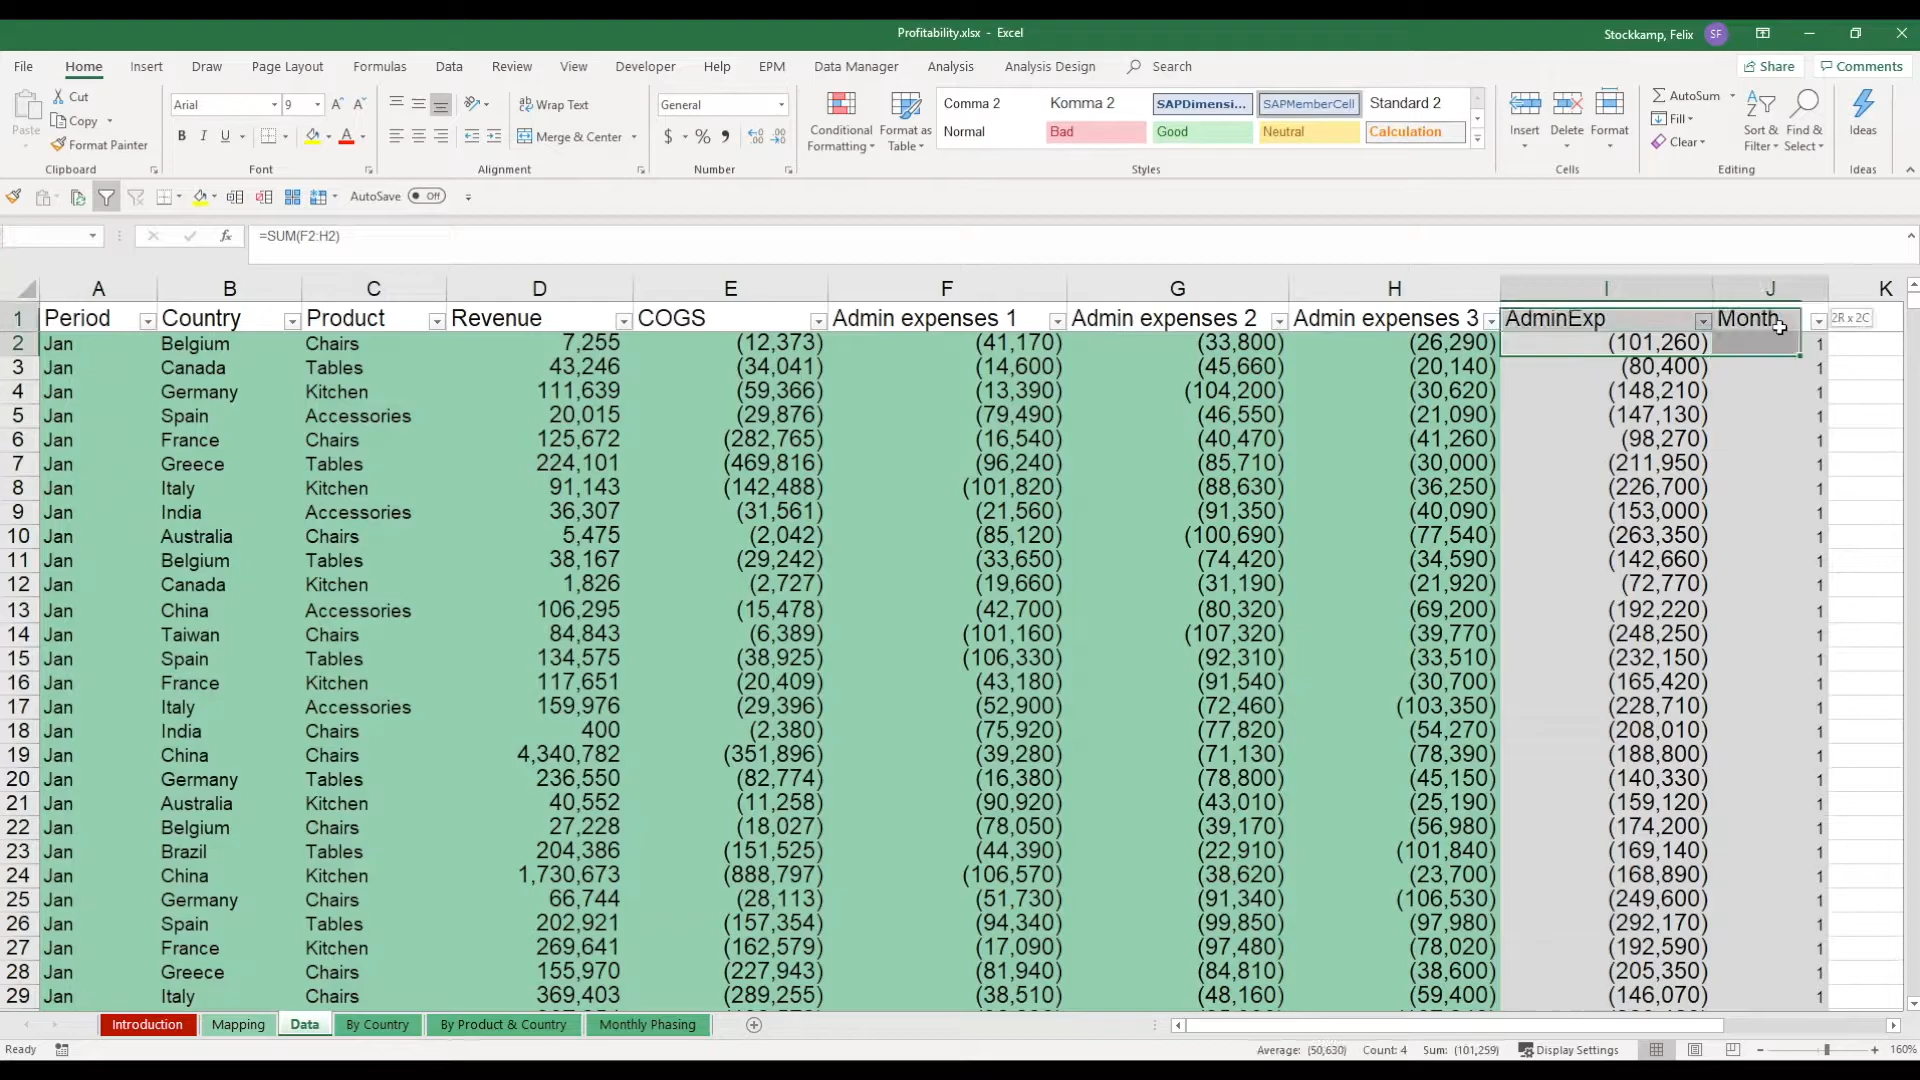 Profitability.xlsx - Excel
Stockkamp, Felix SF
File Home Insert Draw Page Layout Formulas Data Review View Developer Help EPM Data Manager Analysis Analysis Design Search Share Comments
Paste
Cut
Copy
Format Painter
Clipboard
Arial 9
B I U
Font
Wrap Text
Merge & Center
Alignment
General
$ % ,
Number
Conditional Formatting
Format as Table
Comma 2 Komma 2 SAPDimensi... SAPMemberCell Standard 2
Normal Bad Good Neutral Calculation
Styles
Insert Delete Format
Cells
AutoSum
Fill
Clear
Sort & Filter
Find & Select
Editing
Ideas
Ideas
AutoSave Off
fx =SUM(F2:H2)
A B C D E F G H I J K
1 Period Country Product Revenue COGS Admin expenses 1 Admin expenses 2 Admin expenses 3 AdminExp Month 2R x 2C
2 Jan Belgium Chairs 7,255 (12,373) (41,170) (33,800) (26,290) (101,260) 1
3 Jan Canada Tables 43,246 (34,041) (14,600) (45,660) (20,140) (80,400) 1
4 Jan Germany Kitchen 111,639 (59,366) (13,390) (104,200) (30,620) (148,210) 1
5 Jan Spain Accessories 20,015 (29,876) (79,490) (46,550) (21,090) (147,130) 1
6 Jan France Chairs 125,672 (282,765) (16,540) (40,470) (41,260) (98,270) 1
7 Jan Greece Tables 224,101 (469,816) (96,240) (85,710) (30,000) (211,950) 1
8 Jan Italy Kitchen 91,143 (142,488) (101,820) (88,630) (36,250) (226,700) 1
9 Jan India Accessories 36,307 (31,561) (21,560) (91,350) (40,090) (153,000) 1
10 Jan Australia Chairs 5,475 (2,042) (85,120) (100,690) (77,540) (263,350) 1
11 Jan Belgium Tables 38,167 (29,242) (33,650) (74,420) (34,590) (142,660) 1
12 Jan Canada Kitchen 1,826 (2,727) (19,660) (31,190) (21,920) (72,770) 1
13 Jan China Accessories 106,295 (15,478) (42,700) (80,320) (69,200) (192,220) 1
14 Jan Taiwan Chairs 84,843 (6,389) (101,160) (107,320) (39,770) (248,250) 1
15 Jan Spain Tables 134,575 (38,925) (106,330) (92,310) (33,510) (232,150) 1
16 Jan France Kitchen 117,651 (20,409) (43,180) (91,540) (30,700) (165,420) 1
17 Jan Italy Accessories 159,976 (29,396) (52,900) (72,460) (103,350) (228,710) 1
18 Jan India Chairs 400 (2,380) (75,920) (77,820) (54,270) (208,010) 1
19 Jan China Chairs 4,340,782 (351,896) (39,280) (71,130) (78,390) (188,800) 1
20 Jan Germany Tables 236,550 (82,774) (16,380) (78,800) (45,150) (140,330) 1
21 Jan Australia Kitchen 40,552 (11,258) (90,920) (43,010) (25,190) (159,120) 1
22 Jan Belgium Chairs 27,228 (18,027) (78,050) (39,170) (56,980) (174,200) 1
23 Jan Brazil Tables 204,386 (151,525) (44,390) (22,910) (101,840) (169,140) 1
24 Jan China Kitchen 1,730,673 (888,797) (106,570) (38,620) (23,700) (168,890) 1
25 Jan Germany Chairs 66,744 (28,113) (51,730) (91,340) (106,530) (249,600) 1
26 Jan Spain Tables 202,921 (157,354) (94,340) (99,850) (97,980) (292,170) 1
27 Jan France Kitchen 269,641 (162,579) (17,090) (97,480) (78,020) (192,590) 1
28 Jan Greece Chairs 155,970 (227,943) (81,940) (84,810) (38,600) (205,350) 1
29 Jan Italy Chairs 369,403 (289,255) (38,510) (48,160) (59,400) (146,070) 1
Introduction Mapping Data By Country By Product & Country Monthly Phasing
Ready Average: (50,630) Count: 4 Sum: (101,259) Display Settings 160%